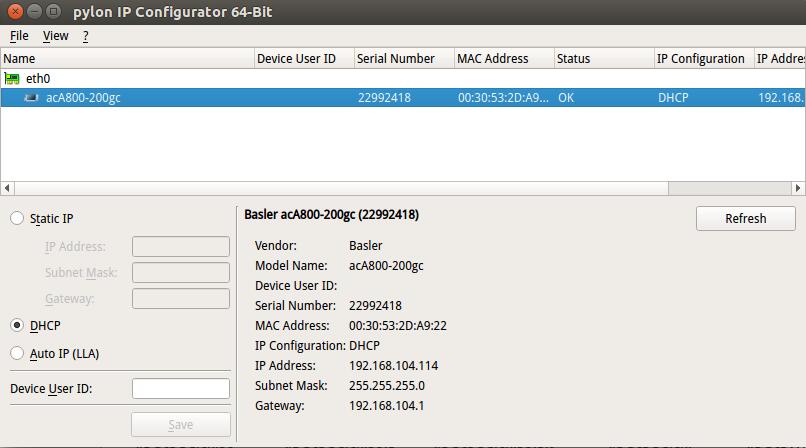 pylon IP Configurator 64-Bit
File View ?
Name Device User ID Serial Number MAC Address Status IP Configuration IP Addre
eth0
acA800-200gc 22992418 00:30:53:2D:A9... OK DHCP 192.168.
Static IP
IP Address:
Subnet Mask:
Gateway:
DHCP
Auto IP (LLA)
Device User ID:
Save
Basler acA800-200gc (22992418)
Refresh
Vendor: Basler
Model Name: acA800-200gc
Device User ID:
Serial Number: 22992418
MAC Address: 00:30:53:2D:A9:22
IP Configuration: DHCP
IP Address: 192.168.104.114
Subnet Mask: 255.255.255.0
Gateway: 192.168.104.1